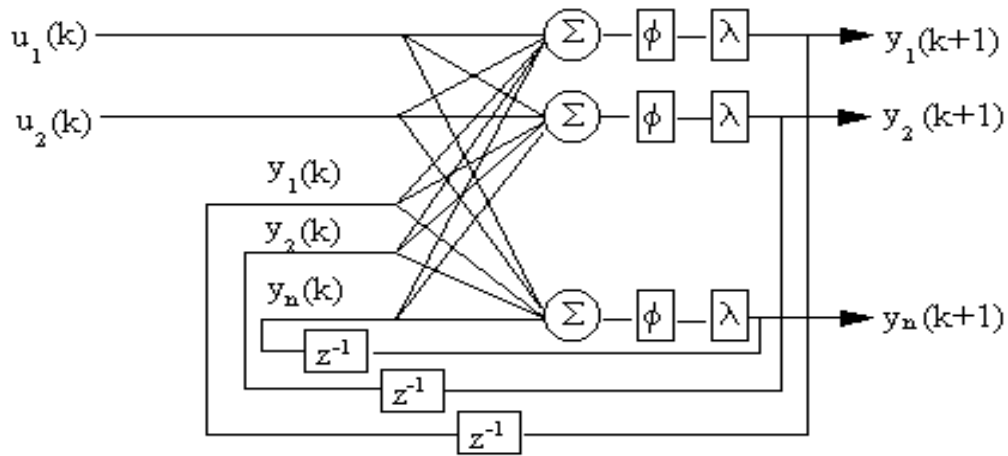 u₁(k)
Σ
ϕ
λ
y₁(k+1)
u₂(k)
Σ
ϕ
λ
y₂(k+1)
y₁(k)
y₂(k)
yₙ(k)
Σ
ϕ
λ
yₙ(k+1)
z⁻¹
z⁻¹
z⁻¹